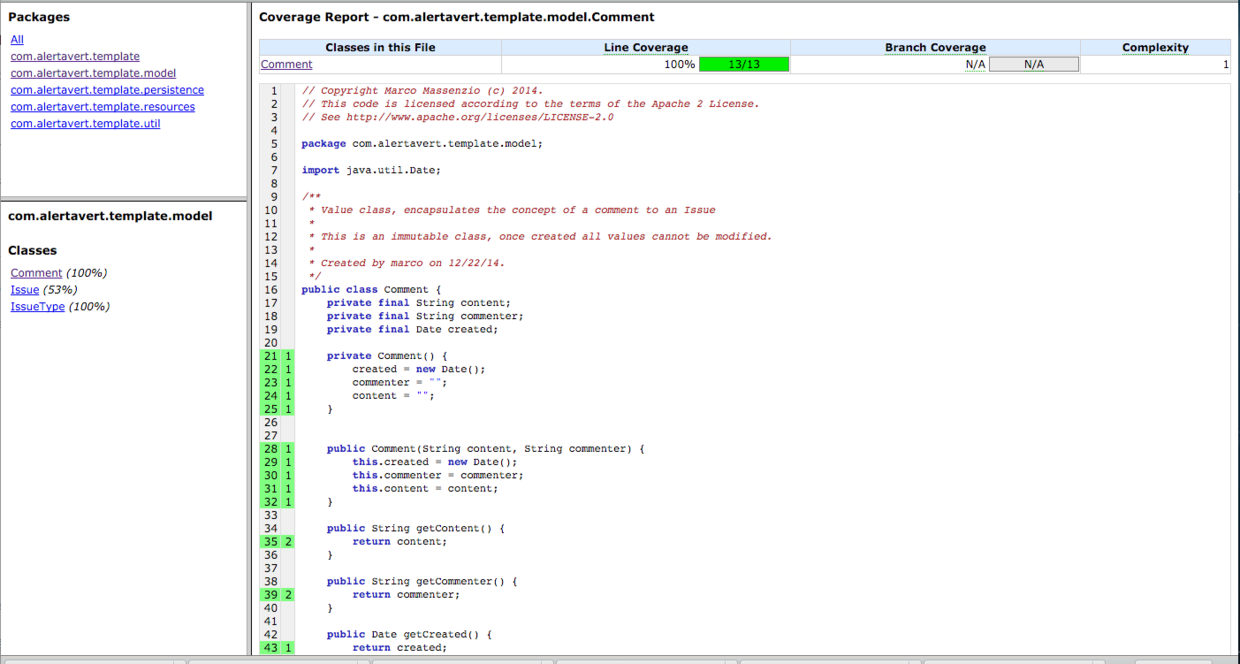 Packages
All
com.alertavert.template
com.alertavert.template.model
com.alertavert.template.persistence
com.alertavert.template.resources
com.alertavert.template.util
com.alertavert.template.model
Classes
Comment (100%)
Issue (53%)
IssueType (100%)
Coverage Report - com.alertavert.template.model.Comment
Classes in this File Line Coverage Branch Coverage Complexity
Comment 100% 13/13 N/A N/A 1
1 // Copyright Marco Massenzio (c) 2014.
2 // This code is licensed according to the terms of the Apache 2 License.
3 // See http://www.apache.org/licenses/LICENSE-2.0
4
5 package com.alertavert.template.model;
6
7 import java.util.Date;
8
9 /**
10 * Value class, encapsulates the concept of a comment to an Issue
11 *
12 * This is an immutable class, once created all values cannot be modified.
13 *
14 * Created by marco on 12/22/14.
15 */
16 public class Comment {
17 private final String content;
18 private final String commenter;
19 private final Date created;
20
21 1 private Comment() {
22 1 created = new Date();
23 1 commenter = "";
24 1 content = "";
25 1 }
26
27
28 1 public Comment(String content, String commenter) {
29 1 this.created = new Date();
30 1 this.commenter = commenter;
31 1 this.content = content;
32 1 }
33
34 public String getContent() {
35 2 return content;
36 }
37
38 public String getCommenter() {
39 2 return commenter;
40 }
41
42 public Date getCreated() {
43 1 return created;